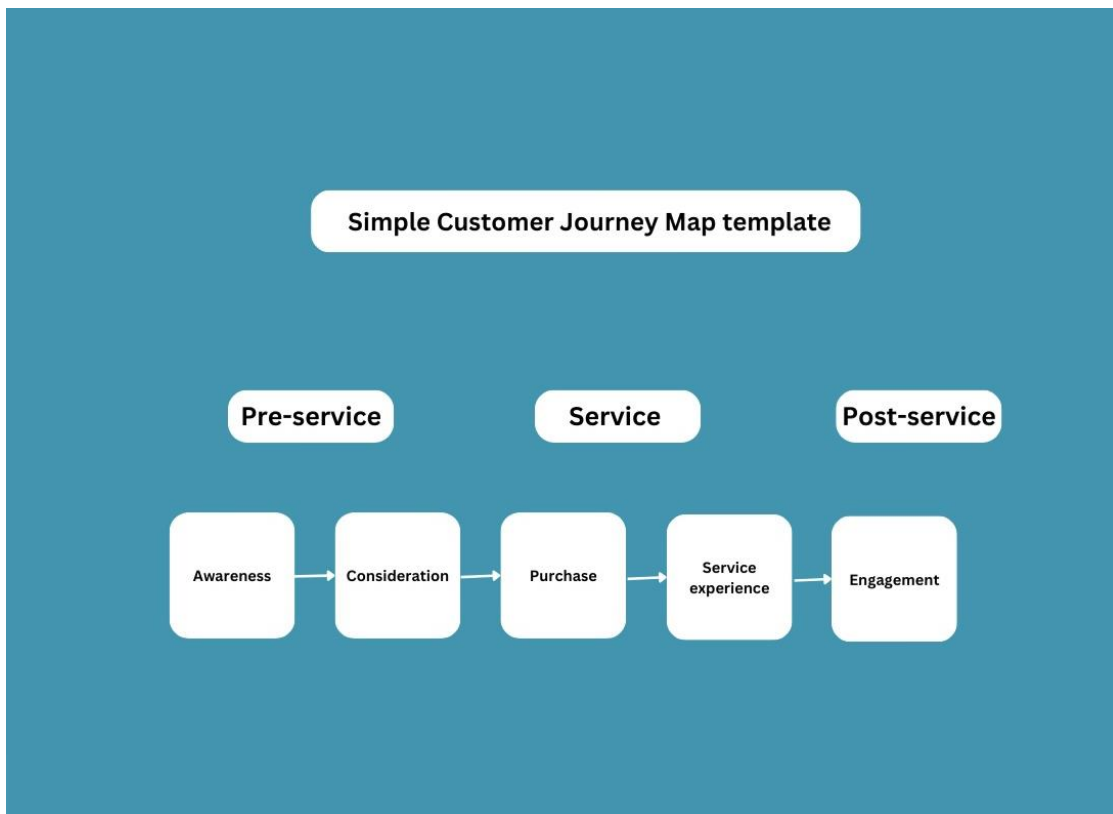 Simple Customer Journey Map template
Pre-service
Service
Post-service
Awareness
Consideration
Purchase
Service
experience
Engagement